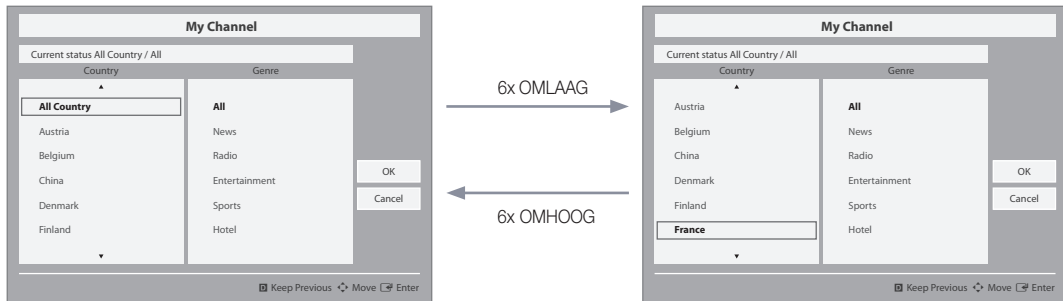 My Channel
Current status All Country / All
Country Genre
All Country All
Austria News
Belgium Radio
China Entertainment
Denmark Sports
Finland Hotel
OK
Cancel
D Keep Previous Move Enter
6x OMLAAG
6x OMHOOG
My Channel
Current status All Country / All
Country Genre
Austria All
Belgium News
China Radio
Denmark Entertainment
Finland Sports
France Hotel
OK
Cancel
D Keep Previous Move Enter